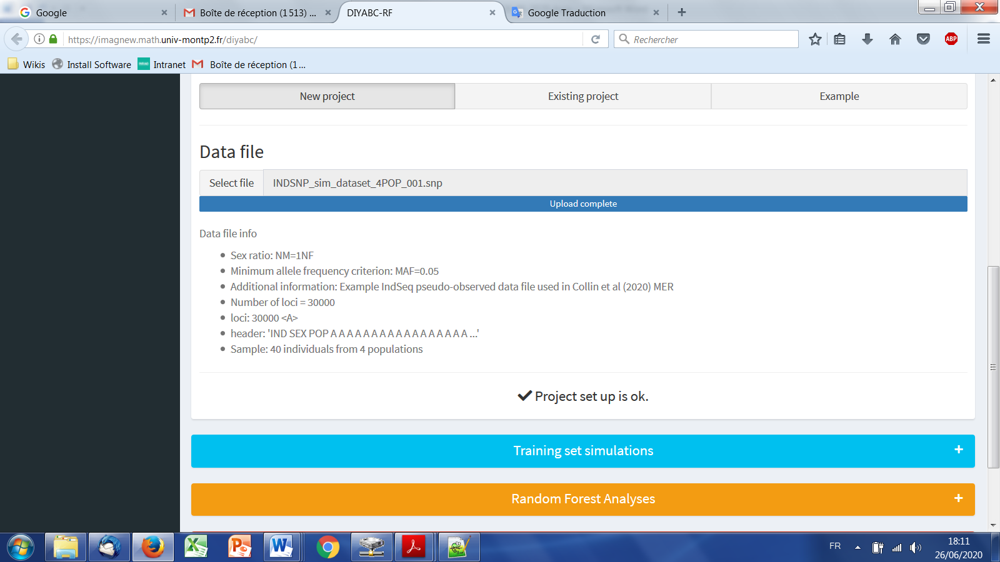 Google
Boîte de réception (1 513) ...
DIYABC-RF
Google Traduction
https://imagnew.math.univ-montp2.fr/diyabc/
Rechercher
ABP
Wikis
Install Software
Intranet
Boîte de réception (1 ...
New project
Existing project
Example
Data file
Select file
INDSNP_sim_dataset_4POP_001.snp
Upload complete
Data file info
Sex ratio: NM=1NF
Minimum allele frequency criterion: MAF=0.05
Additional information: Example IndSeq pseudo-observed data file used in Collin et al (2020) MER
Number of loci = 30000
loci: 30000 <A>
header: 'IND SEX POP A A A A A A A A A A A A A A A A A ...'
Sample: 40 individuals from 4 populations
Project set up is ok.
Training set simulations
+
Random Forest Analyses
+
FR
18:11
26/06/2020